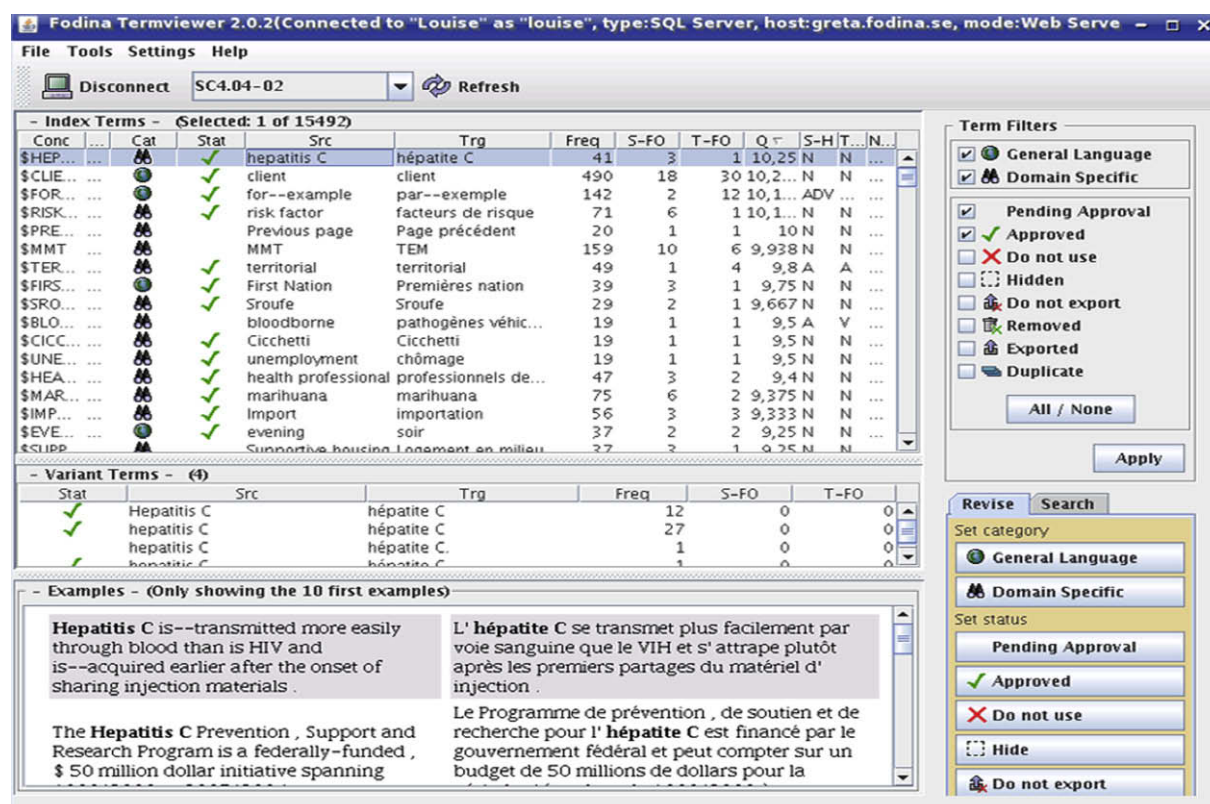 Fodina Termviewer 2.0.2(Connected to "Louise" as "louise", type:SQL Server, host:greta.fodina.se, mode:Web Serve
File Tools Settings Help
Disconnect SC4.04-02 Refresh
- Index Terms - (Selected: 1 of 15492)
Conc ... Cat Stat Src Trg Freq S-FO T-FO Q S-H T... N...
$HEP... ... hepatitis C hépatite C 41 3 1 10,25 N N ...
$CLIE... ... client client 490 18 30 10,2... N N ...
$FOR... ... for--example par--exemple 142 2 12 10,1... ADV ... ...
$RISK... ... risk factor facteurs de risque 71 6 1 10,1... N N ...
$PRE... ... Previous page Page précédent 20 1 1 10 N N ...
$MMT ... MMT TEM 159 10 6 9,938 N N ...
$TER... ... territorial territorial 49 1 4 9,8 A A ...
$FIRS... ... First Nation Premières nation 39 3 1 9,75 N N ...
$SRO... ... Sroufe Sroufe 29 2 1 9,667 N N ...
$BLO... ... bloodborne pathogènes véhic... 19 1 1 9,5 A V ...
$CICC... ... Cicchetti Cicchetti 19 1 1 9,5 N N ...
$UNE... ... unemployment chômage 19 1 1 9,5 N N ...
$HEA... ... health professional professionnels de... 47 3 2 9,4 N N ...
$MAR... ... marihuana marihuana 75 6 2 9,375 N N ...
$IMP... ... Import importation 56 3 3 9,333 N N ...
$EVE... ... evening soir 37 2 2 9,25 N N ...
$SUPP... ... Supportive housing Logement en milieu 37 3 1 9,25 N N
- Variant Terms - (4)
Stat Src Trg Freq S-FO T-FO
Hepatitis C hépatite C 12 0 0
hepatitis C hépatite C 27 0 0
hepatitis C hépatite C. 1 0 0
hepatitis C hépatite C 1 0 0
- Examples - (Only showing the 10 first examples)
Hepatitis C is--transmitted more easily
through blood than is HIV and
is--acquired earlier after the onset of
sharing injection materials .
L' hépatite C se transmet plus facilement par
voie sanguine que le VIH et s' attrape plutôt
après les premiers partages du matériel d'
injection .
The Hepatitis C Prevention , Support and
Research Program is a federally-funded ,
$ 50 million dollar initiative spanning
Le Programme de prévention , de soutien et de
recherche pour l' hépatite C est financé par le
gouvernement fédéral et peut compter sur un
budget de 50 millions de dollars pour la
Term Filters
General Language
Domain Specific
Pending Approval
Approved
Do not use
Hidden
Do not export
Removed
Exported
Duplicate
All / None
Apply
Revise Search
Set category
General Language
Domain Specific
Set status
Pending Approval
Approved
Do not use
Hide
Do not export